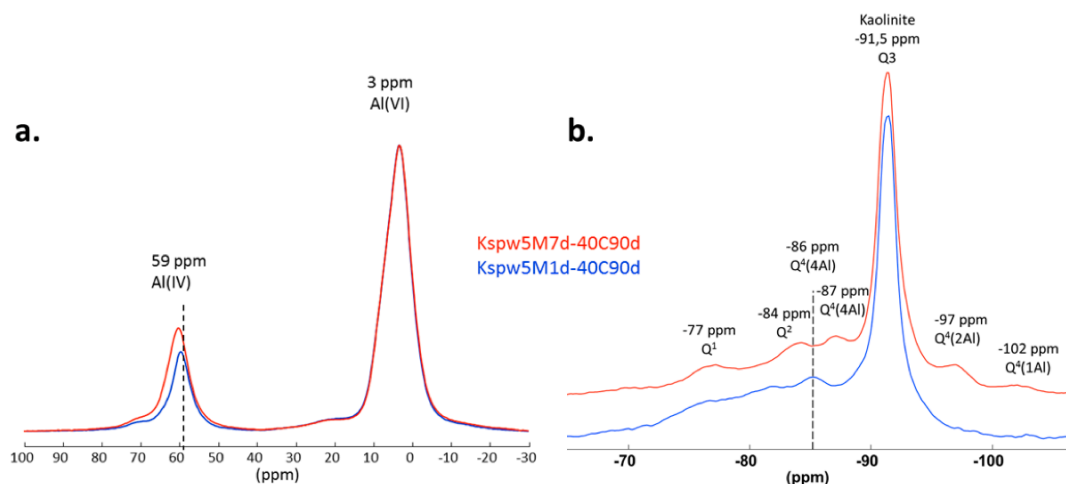 a.
3 ppm
Al(VI)
59 ppm
Al(IV)
100 90 80 70 60 50 40 30 20 10 0 -10 -20 -30
(ppm)
Kspw5M7d-40C90d
Kspw5M1d-40C90d
b.
Kaolinite
-91,5 ppm
Q3
-86 ppm
Q⁴(4Al)
-87 ppm
Q⁴(4Al)
-84 ppm
Q²
-77 ppm
Q¹
-97 ppm
Q⁴(2Al)
-102 ppm
Q⁴(1Al)
-70 -80 -90 -100
(ppm)